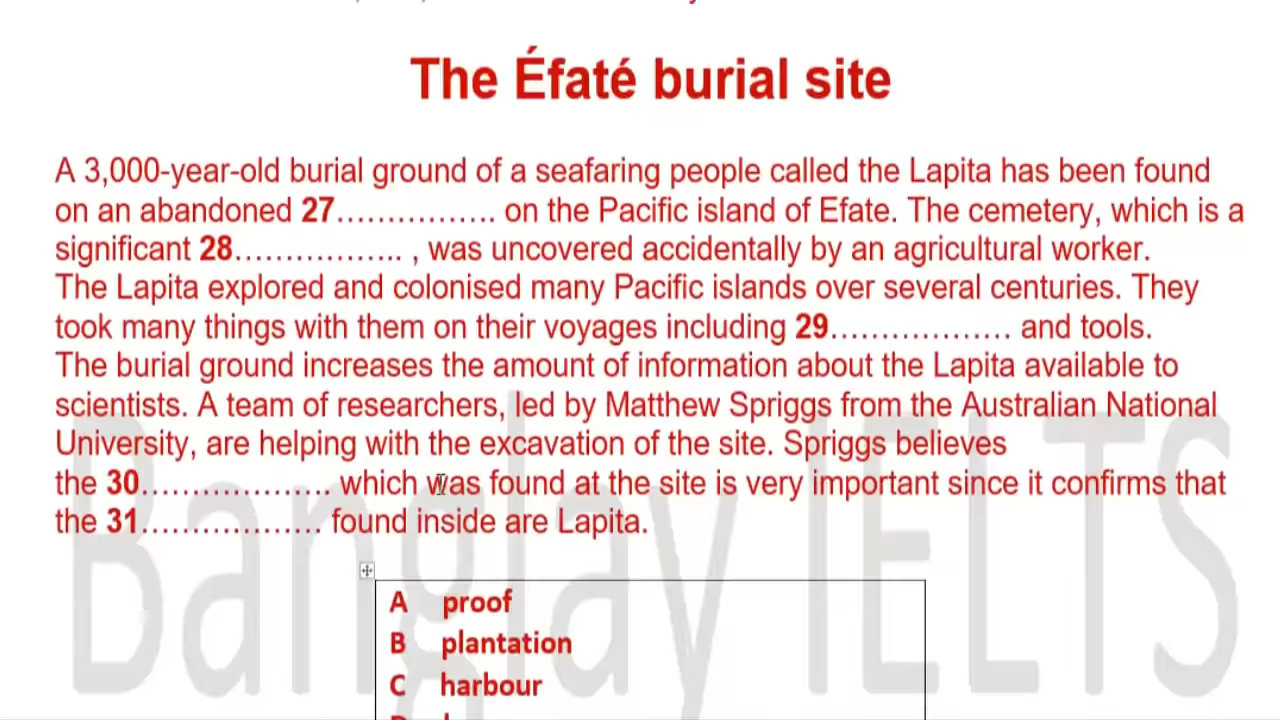 The Éfaté burial site
A 3,000-year-old burial ground of a seafaring people called the Lapita has been found
on an abandoned 27……………. on the Pacific island of Efate. The cemetery, which is a
significant 28…………….. , was uncovered accidentally by an agricultural worker.
The Lapita explored and colonised many Pacific islands over several centuries. They
took many things with them on their voyages including 29……………… and tools.
The burial ground increases the amount of information about the Lapita available to
scientists. A team of researchers, led by Matthew Spriggs from the Australian National
University, are helping with the excavation of the site. Spriggs believes
the 30………………. which was found at the site is very important since it confirms that
the 31……………… found inside are Lapita.
Banglay IELTS
A proof
B plantation
C harbour